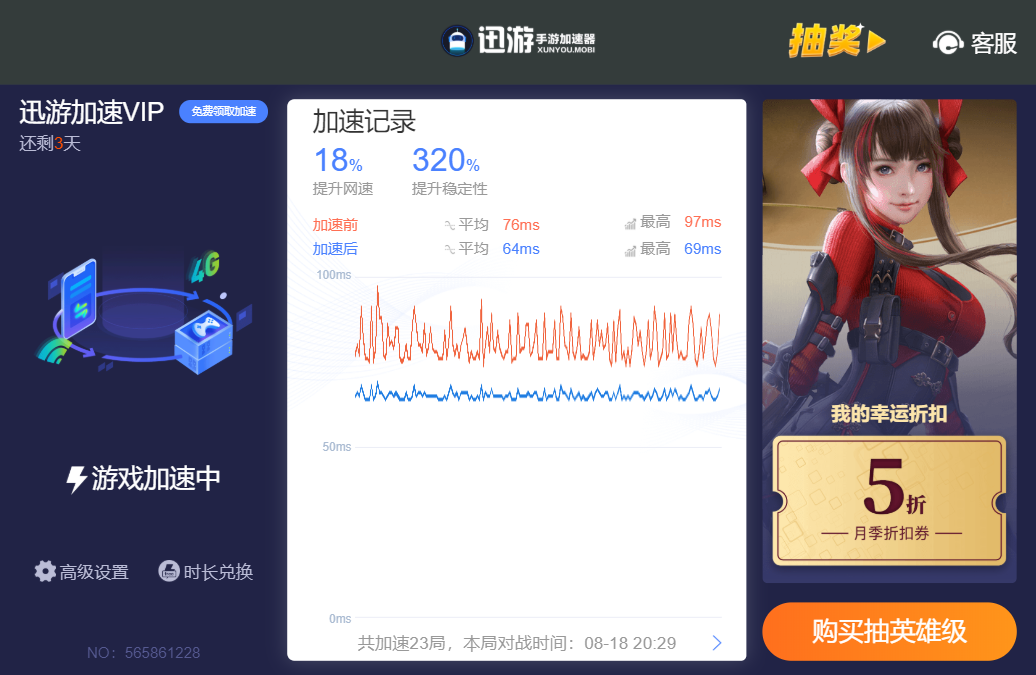 迅游 手游加速器
XUNYOU.MOBI
抽奖
客服
迅游加速VIP 免费领取加速
还剩3天
4G
游戏加速中
高级设置 时长兑换
NO：565861228
加速记录
18% 320%
提升网速 提升稳定性
加速前 平均 76ms 最高 97ms
加速后 平均 64ms 最高 69ms
100ms
50ms
0ms
共加速23局，本局对战时间：08-18 20:29
我的幸运折扣
5折
月季折扣券
购买抽英雄级